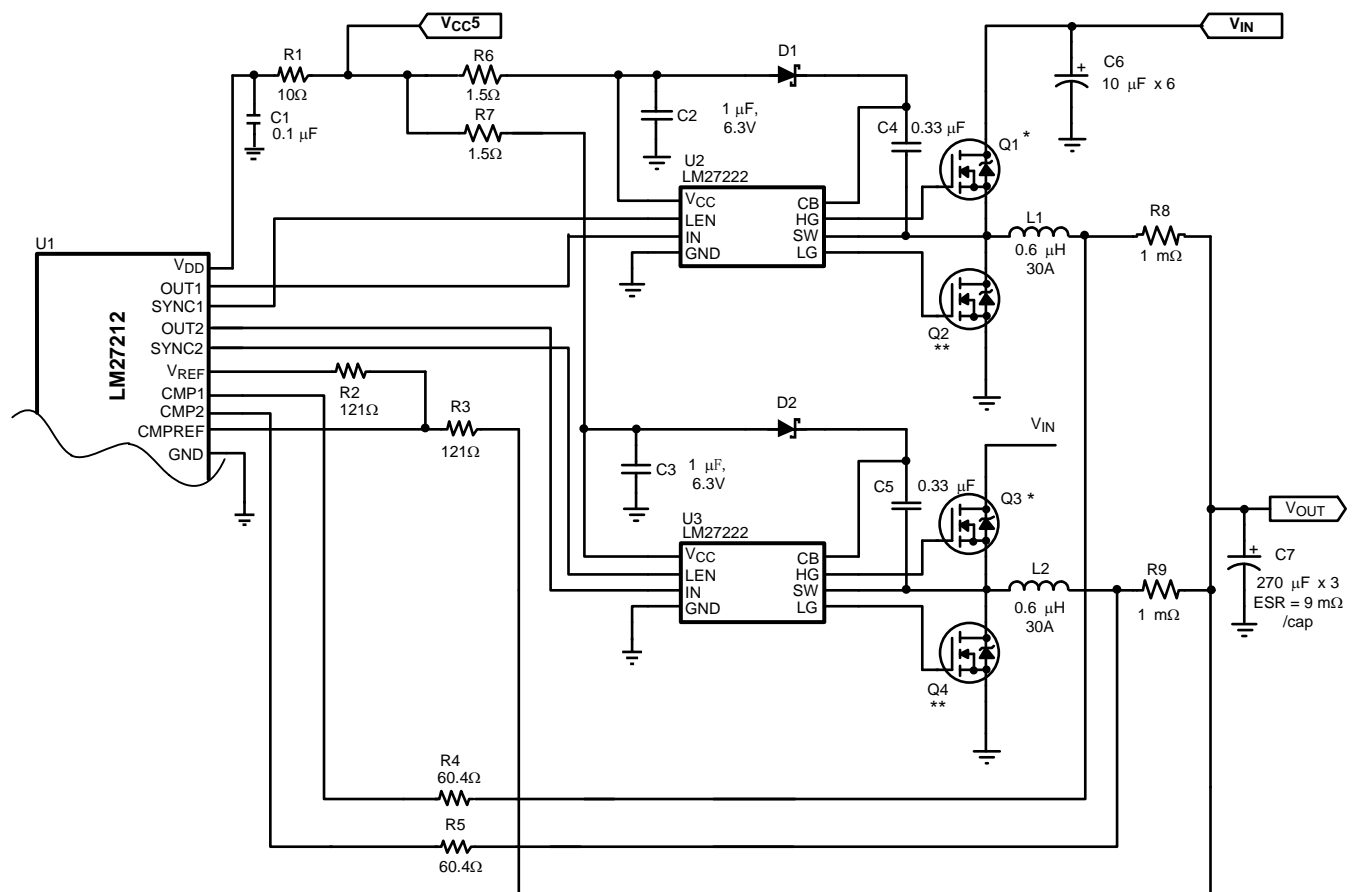 VCC5
VIN
R1
10Ω
C1
0.1 μF
R6
1.5Ω
R7
1.5Ω
D1
C2
1 μF,
6.3V
C4
0.33 μF
C6
+
10 μF x 6
Q1 *
U2
LM27222
VCC
LEN
IN
GND
CB
HG
SW
LG
L1
0.6 μH
30A
R8
1 mΩ
Q2
**
U1
LM27212
VDD
OUT1
SYNC1
OUT2
SYNC2
VREF
CMP1
CMP2
CMPREF
GND
R2
121Ω
R3
121Ω
D2
C3
1 μF,
6.3V
C5
0.33 μF
VIN
Q3 *
U3
LM27222
VCC
LEN
IN
GND
CB
HG
SW
LG
L2
0.6 μH
30A
R9
1 mΩ
Q4
**
VOUT
+
C7
270 μF x 3
ESR = 9 mΩ
/cap
R4
60.4Ω
R5
60.4Ω